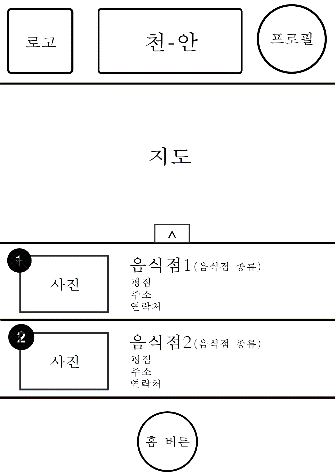 로고
천-안
프로필
지도
^
1
사진
음식점1(음식점 종류)
평점
주소
연락처
2
사진
음식점2(음식점 종류)
평점
주소
연락처
홈 버튼